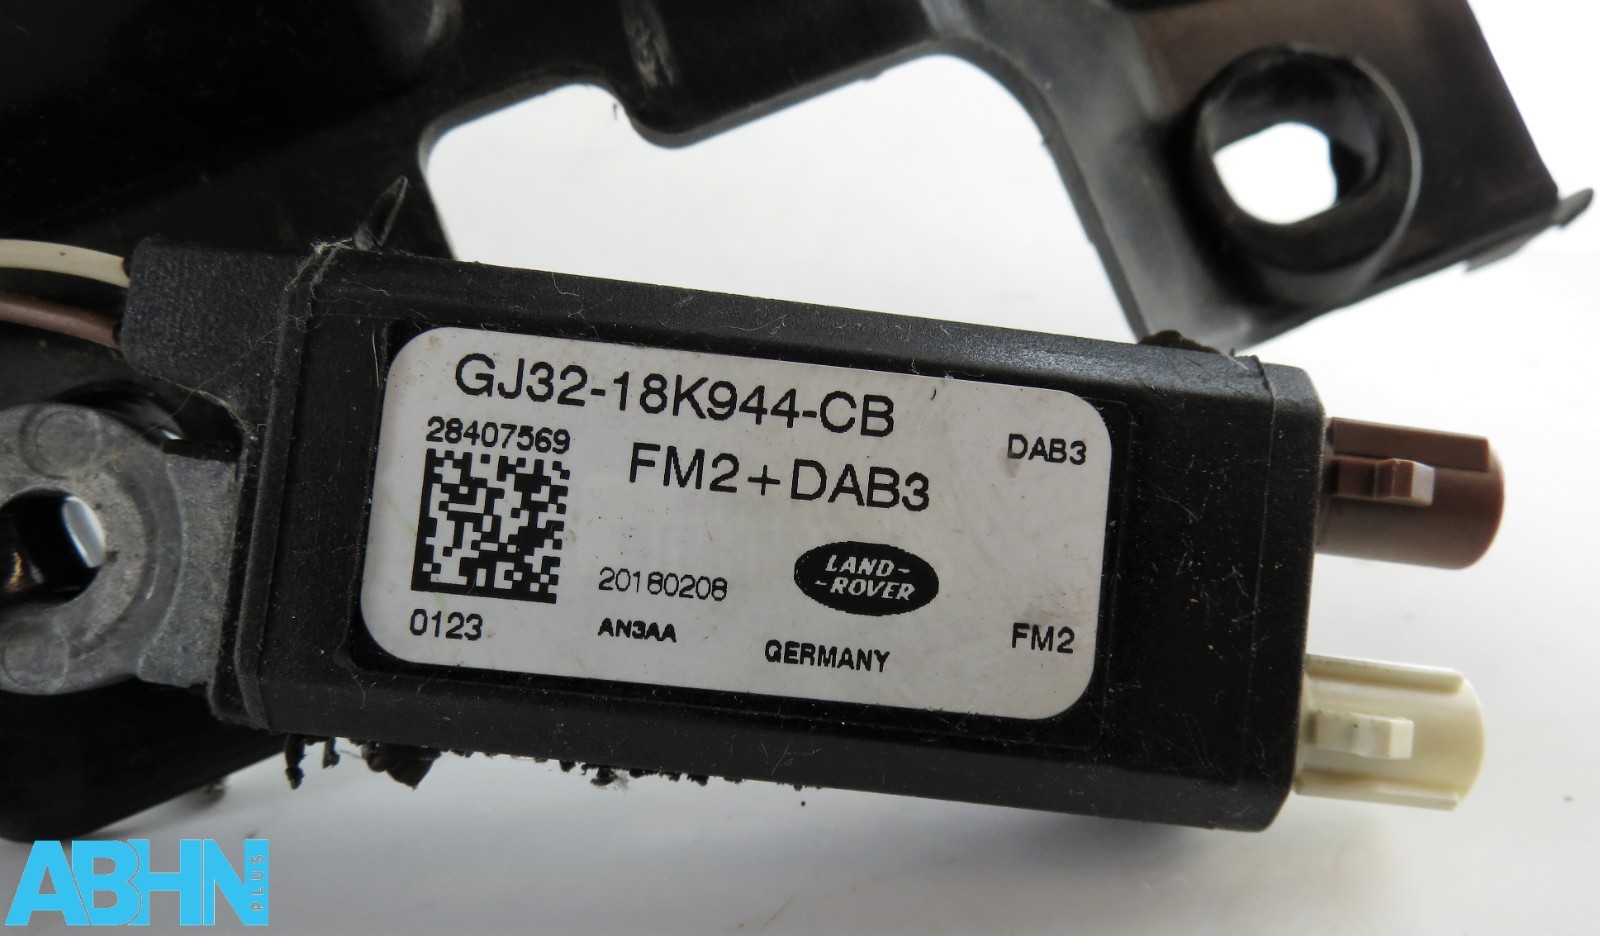 GJ32-18K944-CB
28407569
FM2+DAB3
DAB3
20180208
LAND-
-ROVER
0123
AN3AA
GERMANY
FM2
ABHN
PLUS